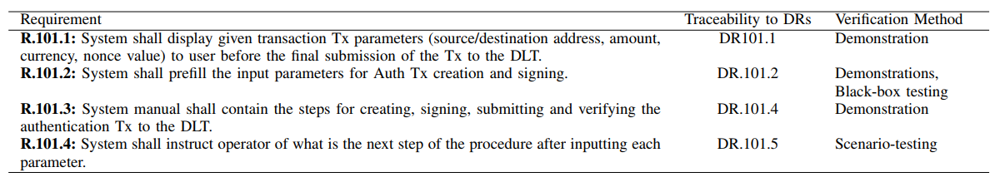 Requirement Traceability to DRs Verification Method
R.101.1: System shall display given transaction Tx parameters (source/destination address, amount, DR101.1 Demonstration
currency, nonce value) to user before the final submission of the Tx to the DLT.
R.101.2: System shall prefill the input parameters for Auth Tx creation and signing. DR.101.2 Demonstrations,
Black-box testing
R.101.3: System manual shall contain the steps for creating, signing, submitting and verifying the DR.101.4 Demonstration
authentication Tx to the DLT.
R.101.4: System shall instruct operator of what is the next step of the procedure after inputting each DR.101.5 Scenario-testing
parameter.